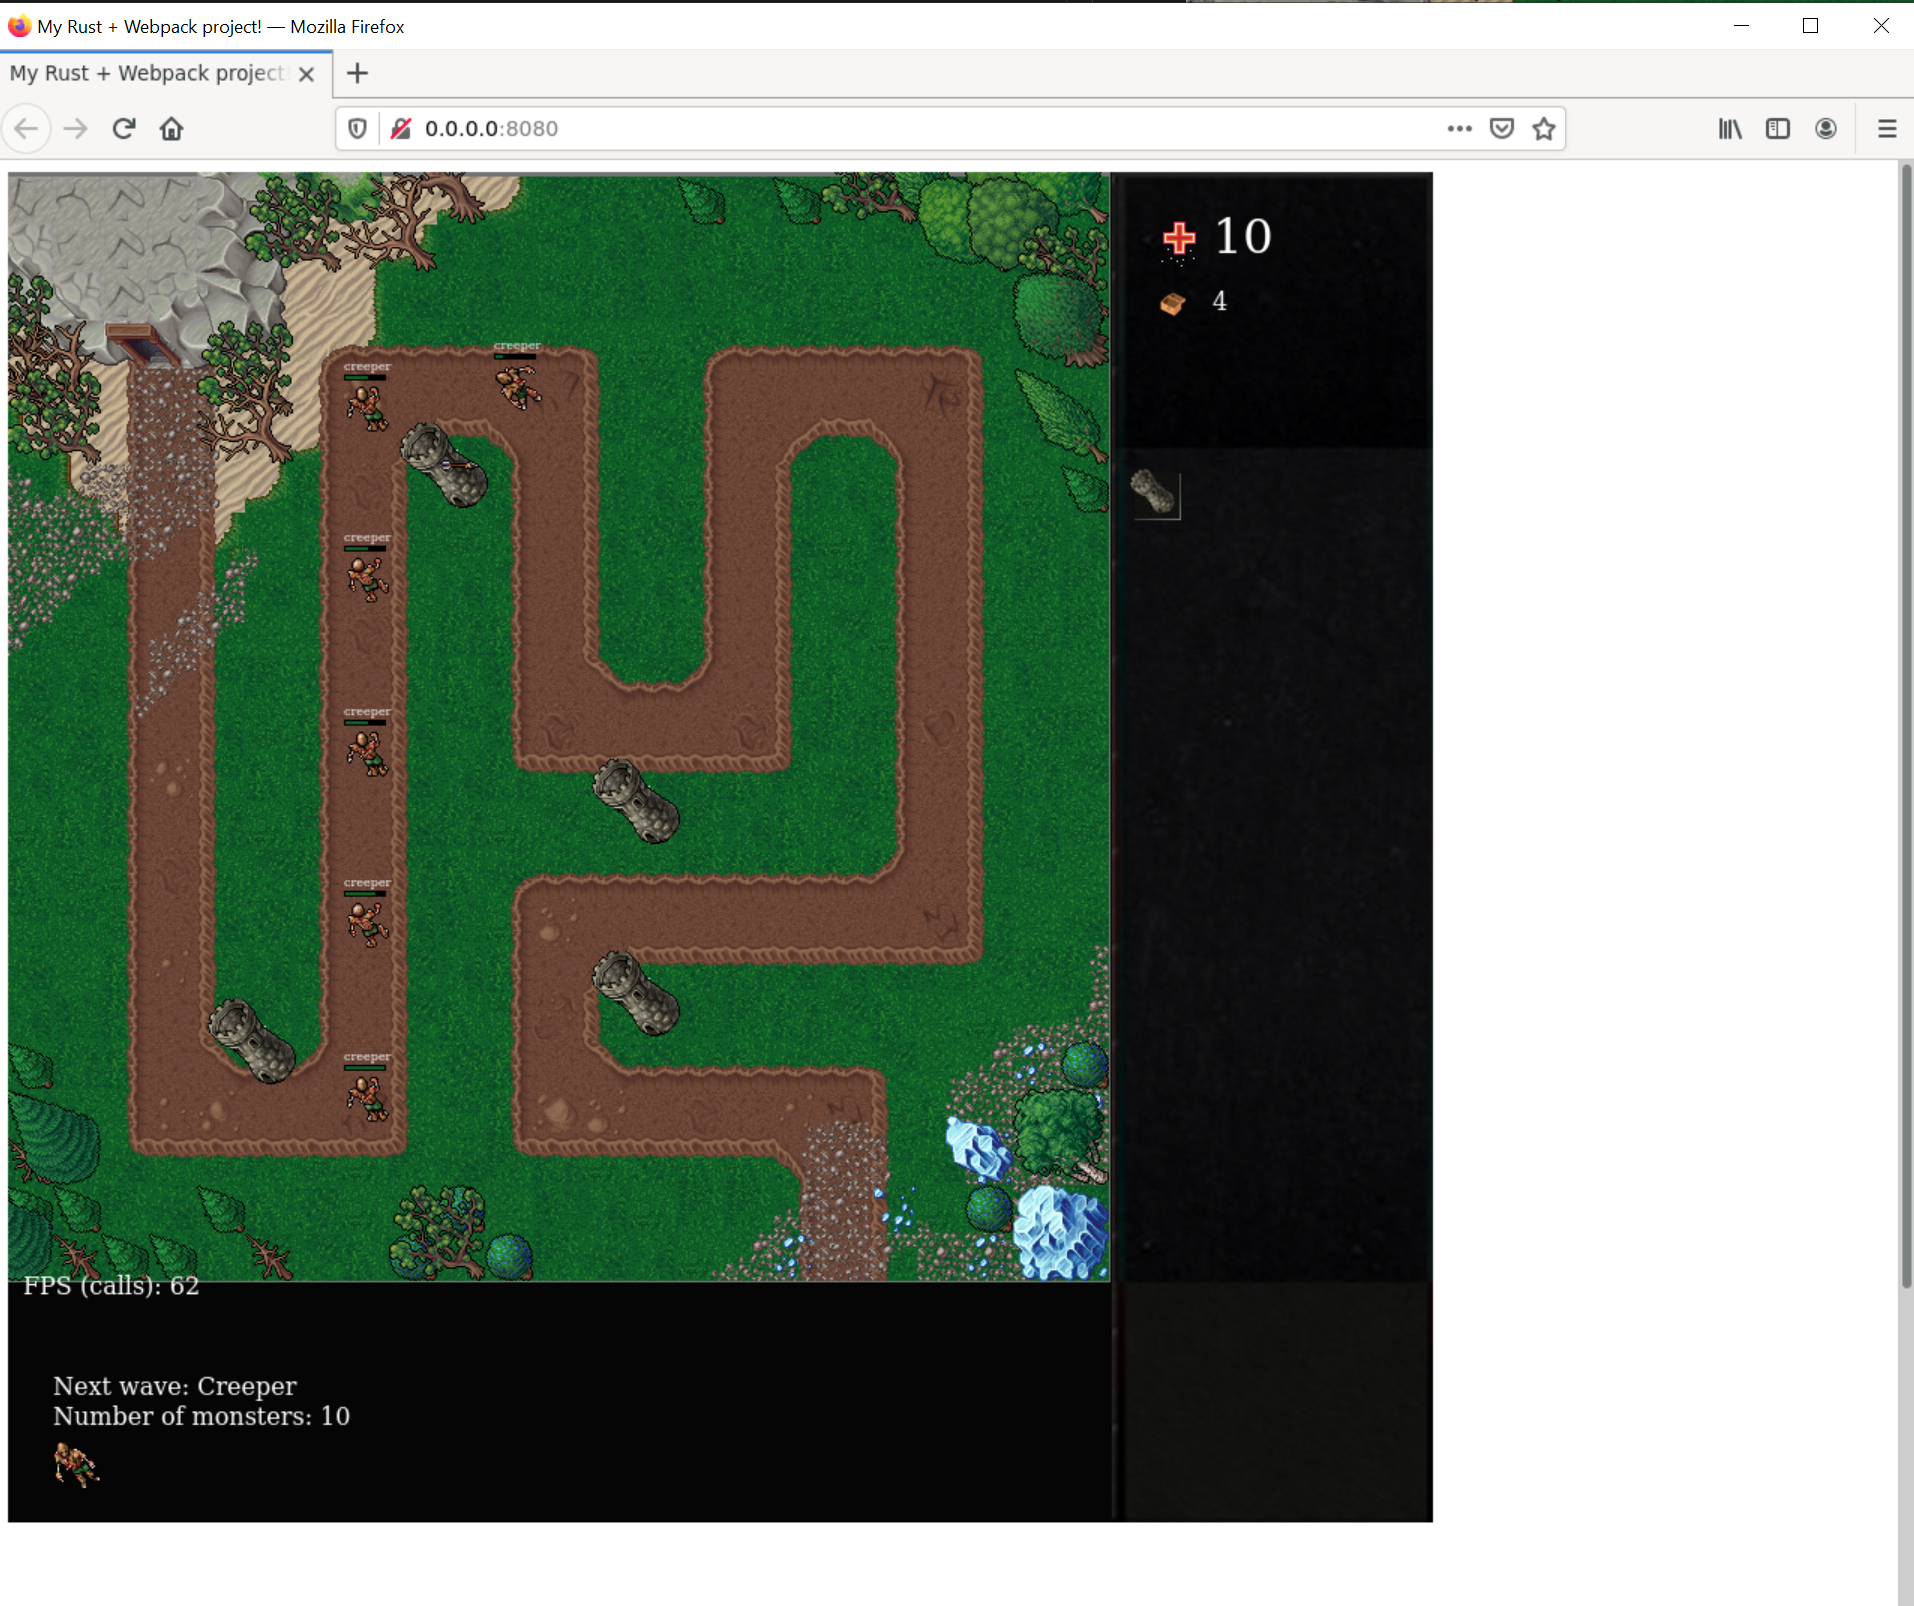 My Rust + Webpack project! — Mozilla Firefox
My Rust + Webpack project
0.0.0.0:8080
10
4
creeper
creeper
creeper
creeper
creeper
creeper
FPS (calls): 62
Next wave: Creeper
Number of monsters: 10